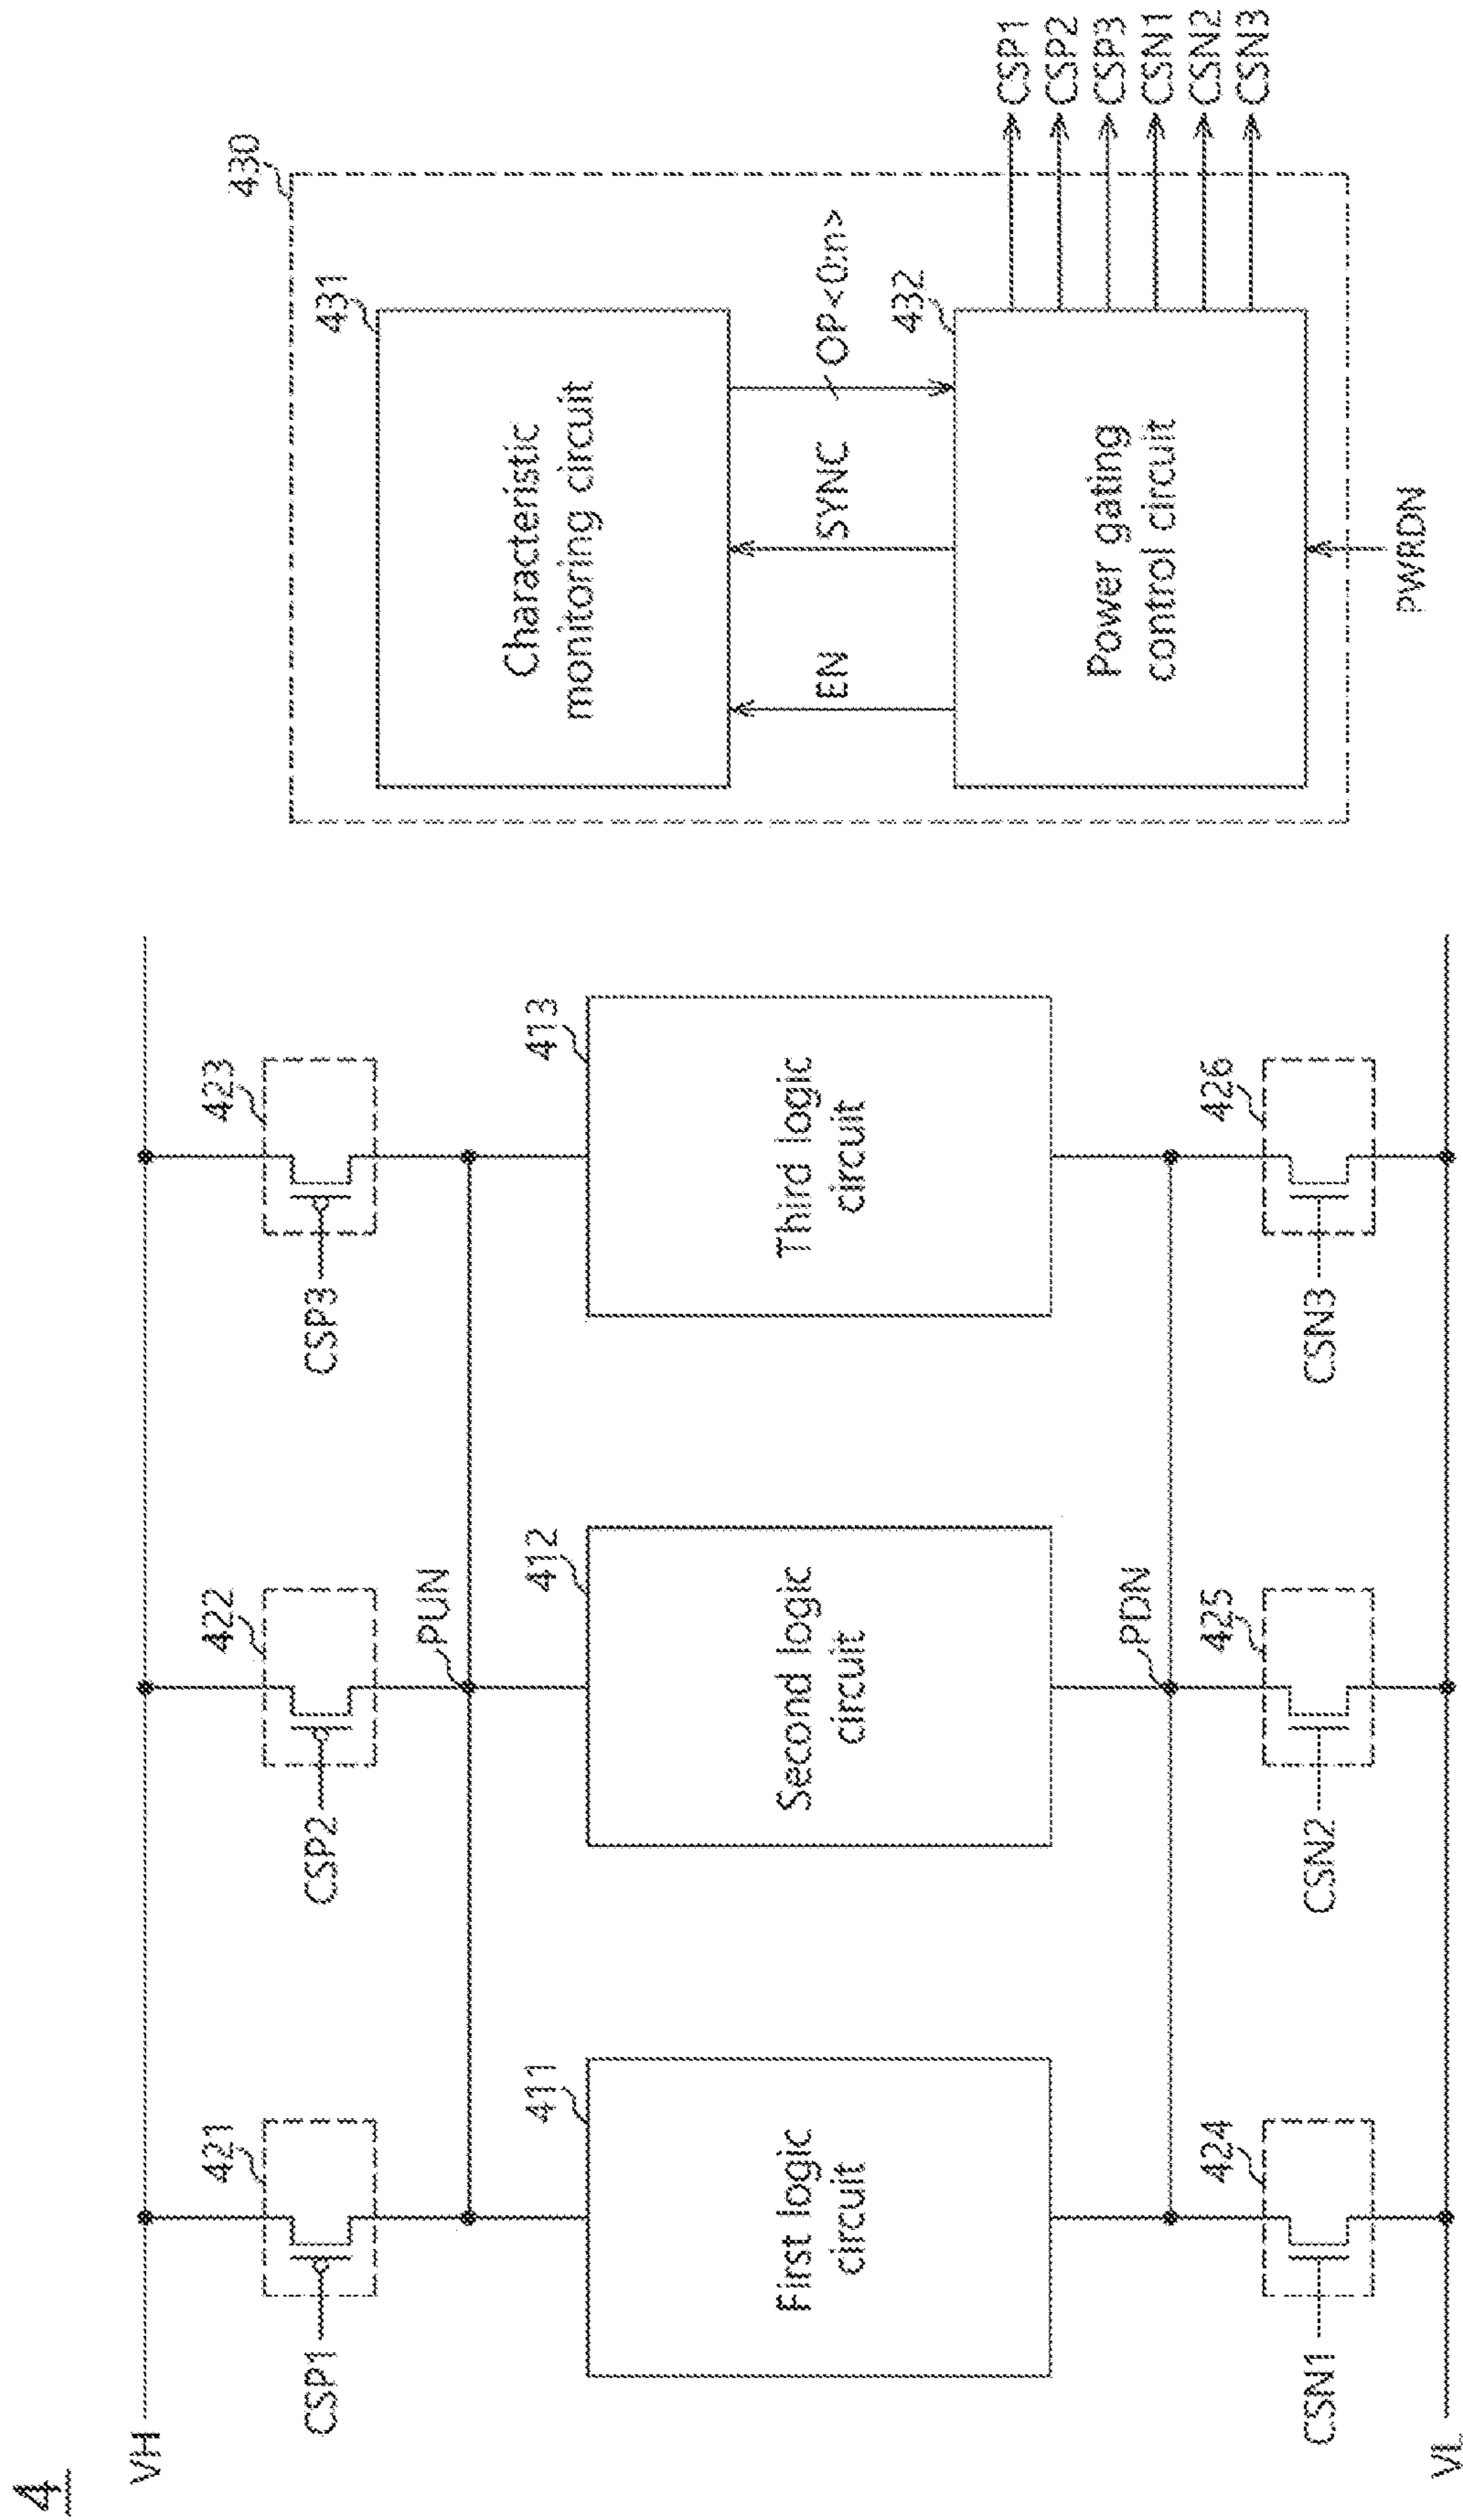 4
VH
CSP1
421
CSP2
422
CSP3
423
PUN
411
First logic
circuit
412
Second logic
circuit
413
Third logic
circuit
PDN
CSN1
424
CSN2
425
CSN3
426
VL
430
431
Characteristic
monitoring circuit
EN
SYNC
OP<0:n>
432
Power gating
control circuit
PWRDN
CSP1
CSP2
CSP3
CSN1
CSN2
CSN3